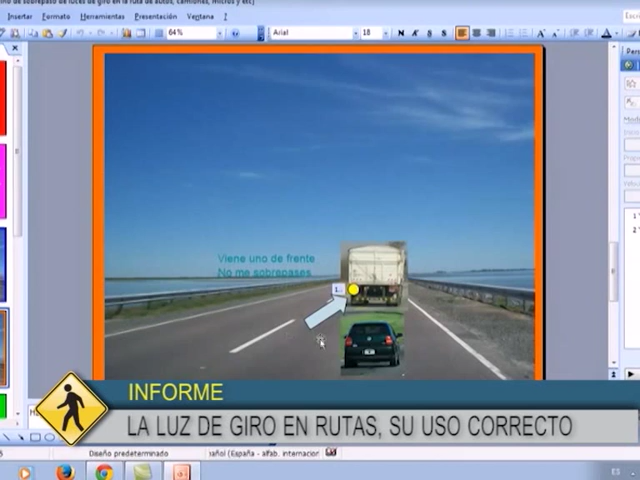 Insertar Formato Herramientas Presentación Ventana ?
64% Arial 18 N K S S
Viene uno de frente
No me sobrepases
INFORME
LA LUZ DE GIRO EN RUTAS, SU USO CORRECTO
Diseño predeterminado
ES